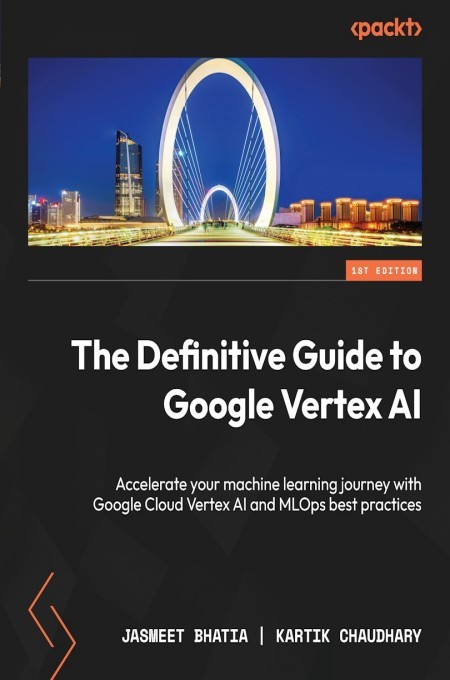 <packt>
1ST EDITION
The Definitive Guide to
Google Vertex AI
Accelerate your machine learning journey with
Google Cloud Vertex AI and MLOps best practices
JASMEET BHATIA | KARTIK CHAUDHARY